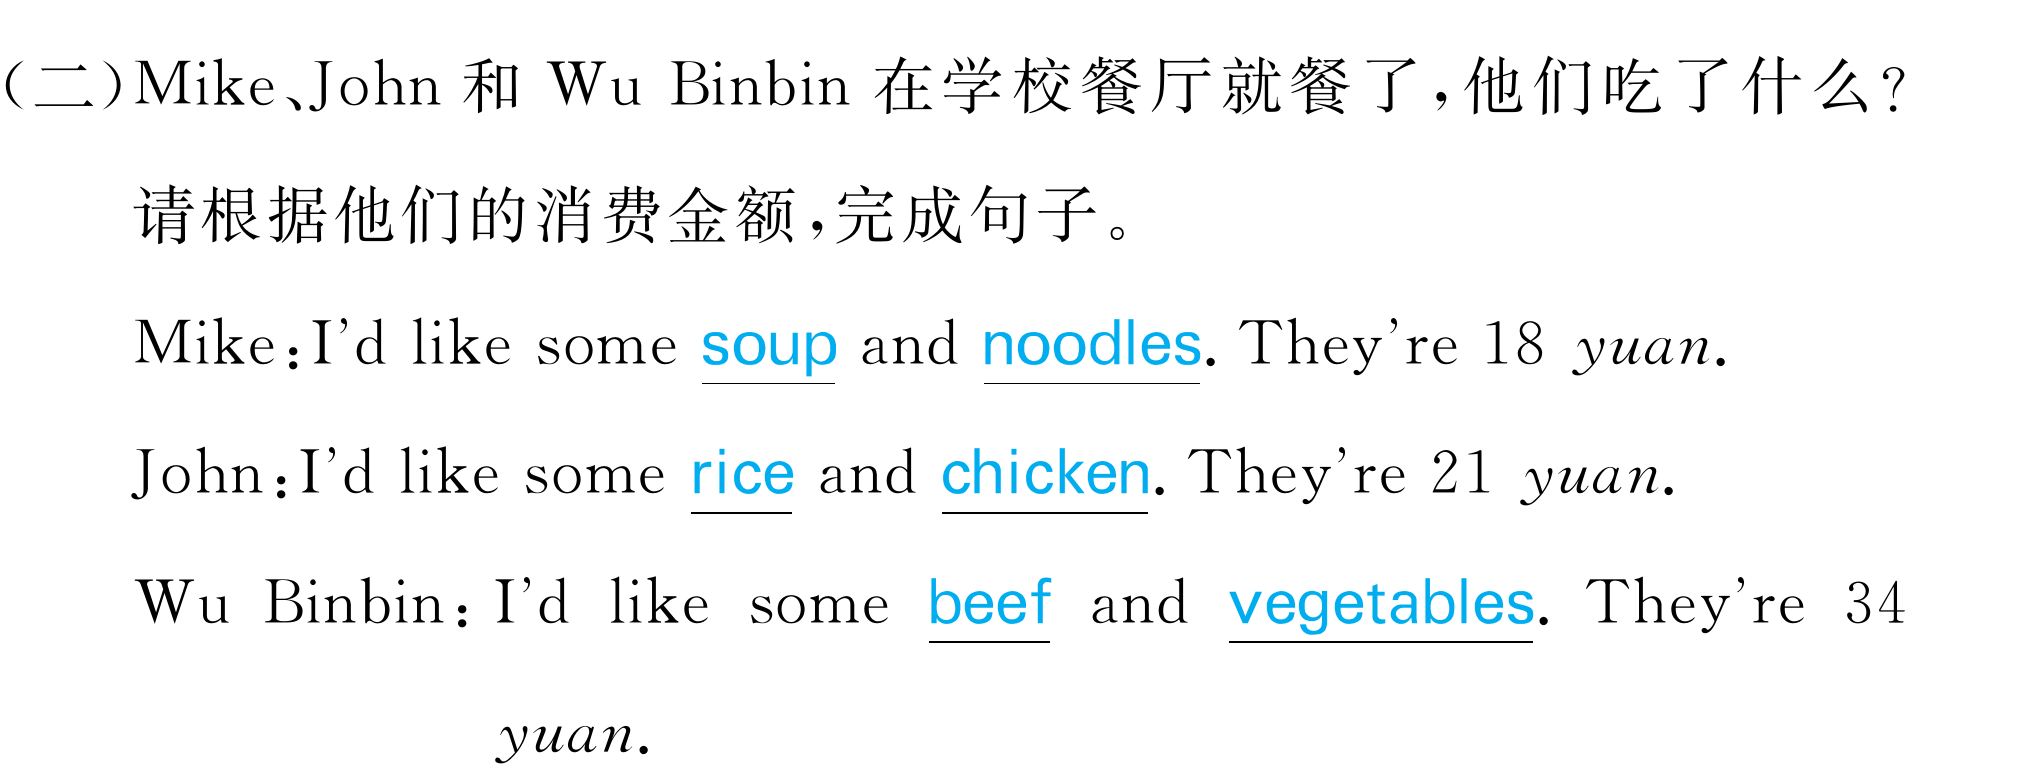 (二)Mike、John 和 Wu Binbin 在学校餐厅就餐了,他们吃了什么?
请根据他们的消费金额,完成句子。
Mike:I'd like some soup and noodles. They're 18 yuan.
John:I'd like some rice and chicken. They're 21 yuan.
Wu Binbin: I'd like some beef and vegetables. They're 34
yuan.